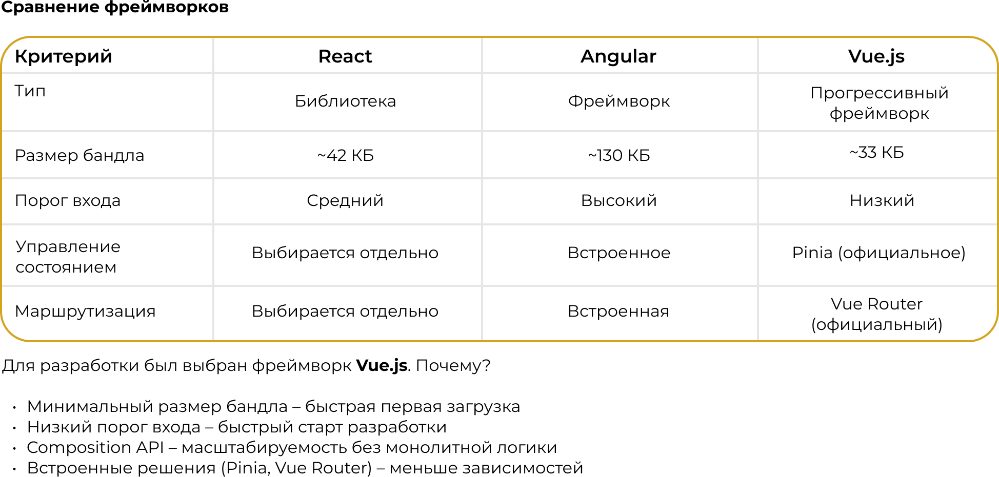 Сравнение фреймворков
Критерий React Angular Vue.js
Тип Библиотека Фреймворк Прогрессивный
фреймворк
Размер бандла ~42 КБ ~130 КБ ~33 КБ
Порог входа Средний Высокий Низкий
Управление
состоянием Выбирается отдельно Встроенное Pinia (официальное)
Маршрутизация Выбирается отдельно Встроенная Vue Router
(официальный)
Для разработки был выбран фреймворк Vue.js. Почему?
• Минимальный размер бандла – быстрая первая загрузка
• Низкий порог входа – быстрый старт разработки
• Composition API – масштабируемость без монолитной логики
• Встроенные решения (Pinia, Vue Router) – меньше зависимостей